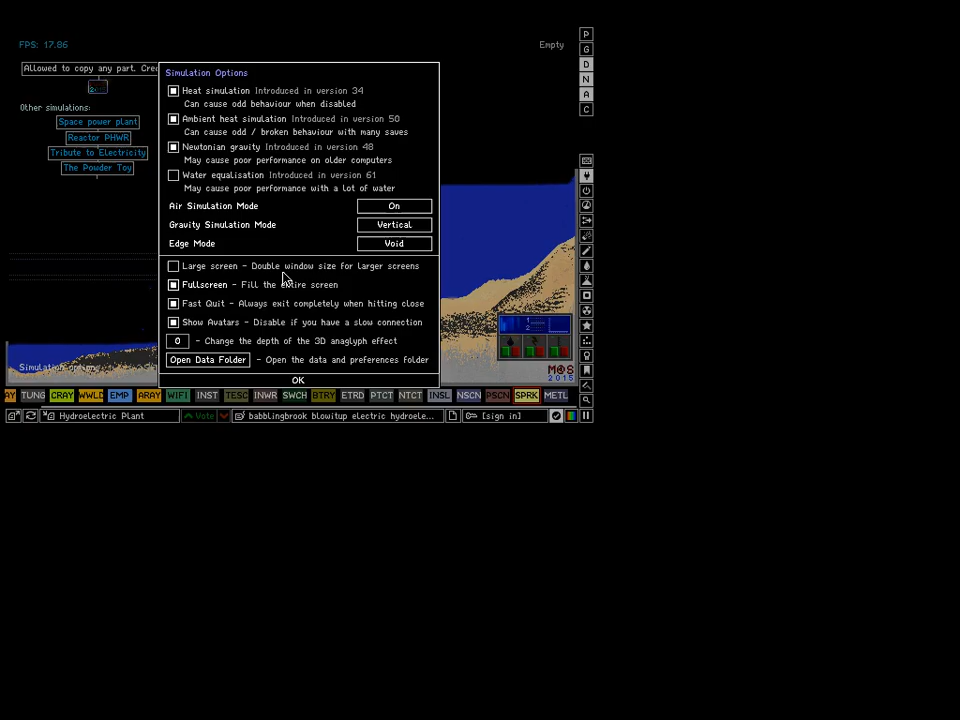 FPS: 17.86
Empty
P
G
D
N
A
C
Allowed to copy any part.
Other simulations:
Space power plant
Reactor PHWR
Tribute to Electricity
The Powder Toy
Simulation Options
Heat simulation Introduced in version 34
Can cause odd behaviour when disabled
Ambient heat simulation Introduced in version 50
Can cause odd / broken behaviour with many saves
Newtonian gravity Introduced in version 48
May cause poor performance on older computers
Water equalisation Introduced in version 61
May cause poor performance with a lot of water
Air Simulation Mode On
Gravity Simulation Mode Vertical
Edge Mode Void
Large screen - Double window size for larger screens
Fullscreen - Fill the entire screen
Fast Quit - Always exit completely when hitting close
Show Avatars - Disable if you have a slow connection
0 - Change the depth of the 3D anaglyph effect
Open Data Folder - Open the data and preferences folder
OK
1
2
MOS
2015
AY TUNG CRAY WWLD EMP ARAY WIFI INST TESC INWR SWCH BTRY ETRD PTCT NTCT INSL NSCN PSCN SPRK METL
Hydroelectric Plant Vote babblingbrook blowitup electric hydroele... [sign in]